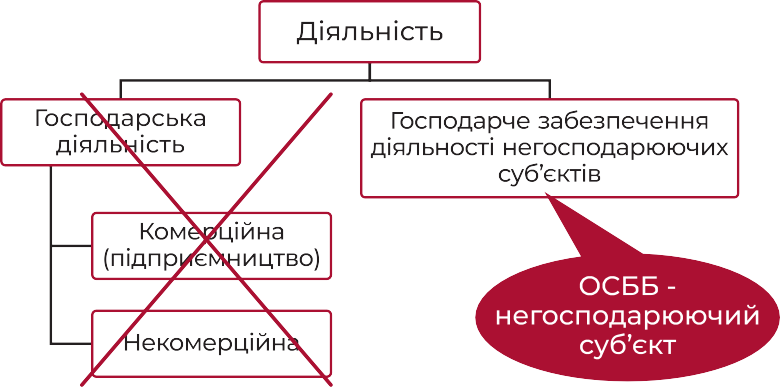 Діяльність
Господарська
діяльність
Господарче забезпечення
діяльності негосподарюючих
суб’єктів
Комерційна
(підприємництво)
Некомерційна
ОСББ -
негосподарюючий
суб’єкт